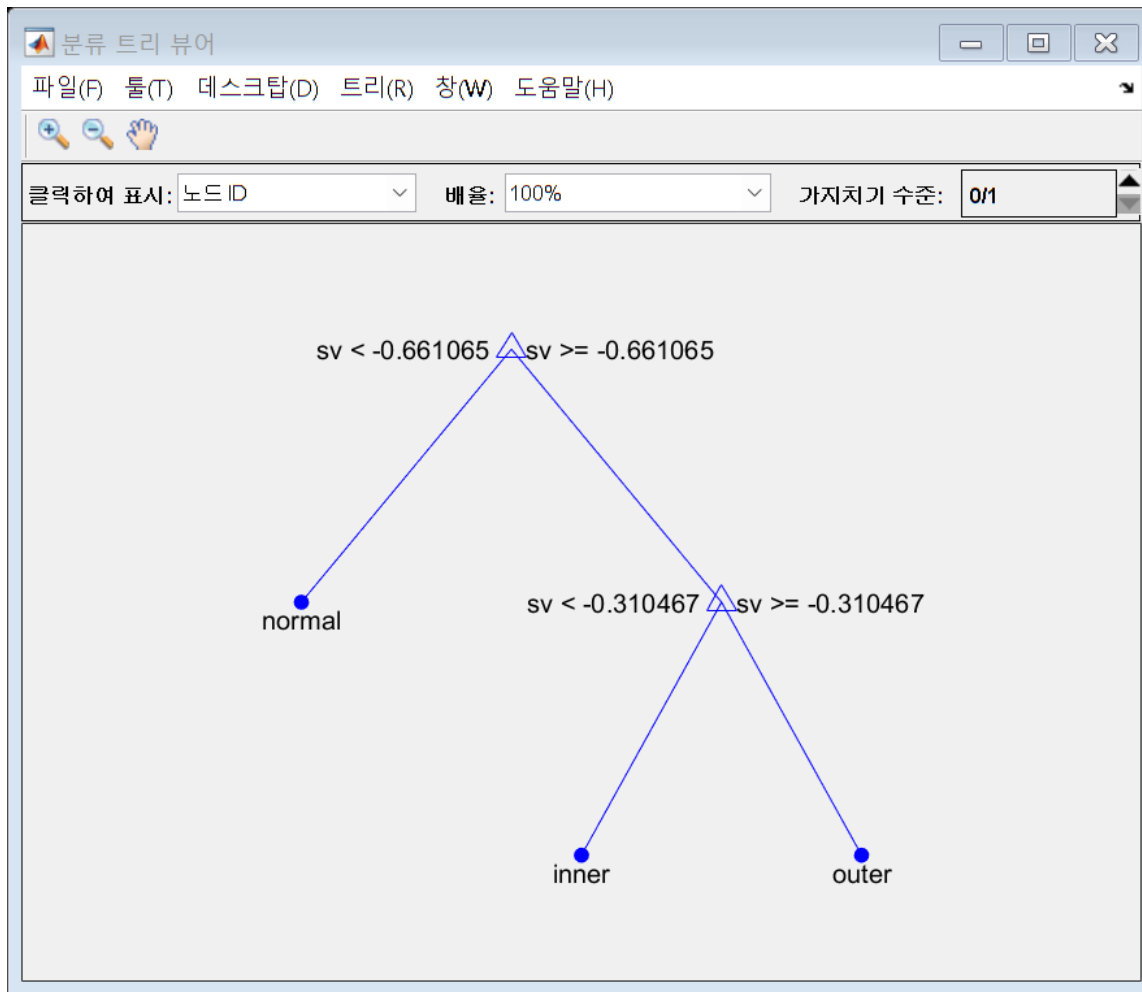 분류 트리 뷰어
파일(F) 툴(T) 데스크탑(D) 트리(R) 창(W) 도움말(H)
클릭하여 표시: 노드 ID 배율: 100% 가지치기 수준: 0/1
sv < -0.661065 sv >= -0.661065
normal
sv < -0.310467 sv >= -0.310467
inner outer